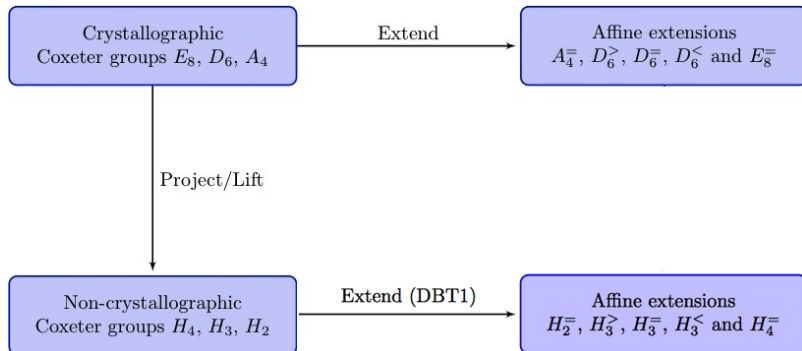 Crystallographic
Coxeter groups E₈, D₆, A₄
Extend
Affine extensions
A₄⁼, D₆^>, D₆⁼, D₆^< and E₈⁼
Project/Lift
Non-crystallographic
Coxeter groups H₄, H₃, H₂
Extend (DBT1)
Affine extensions
H₂⁼, H₃^>, H₃⁼, H₃^< and H₄⁼